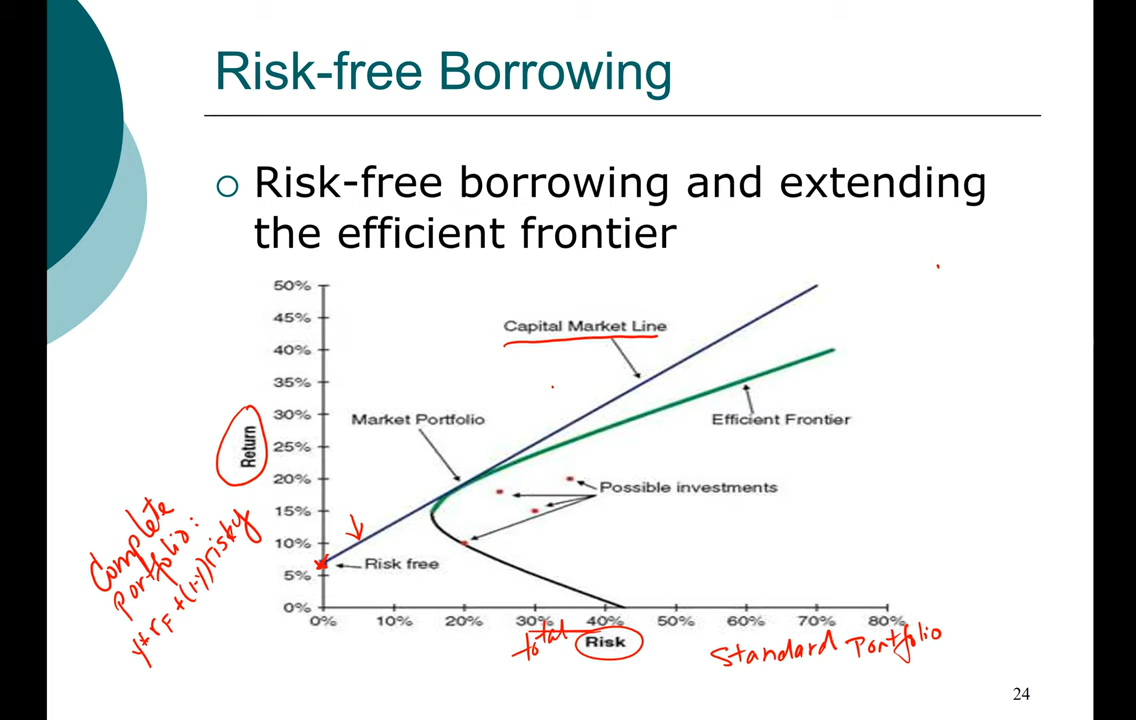 Risk-free Borrowing
Risk-free borrowing and extending
the efficient frontier
50%
45%
40%
35%
30%
25%
20%
15%
10%
5%
0%
Return
Capital Market Line
Market Portfolio
Efficient Frontier
Possible investments
Risk free
0%
10%
20%
30%
40%
50%
60%
70%
80%
total Risk
Standard Portfolio
Complete
Portfolio:
y* rF + (1-y) risky
24